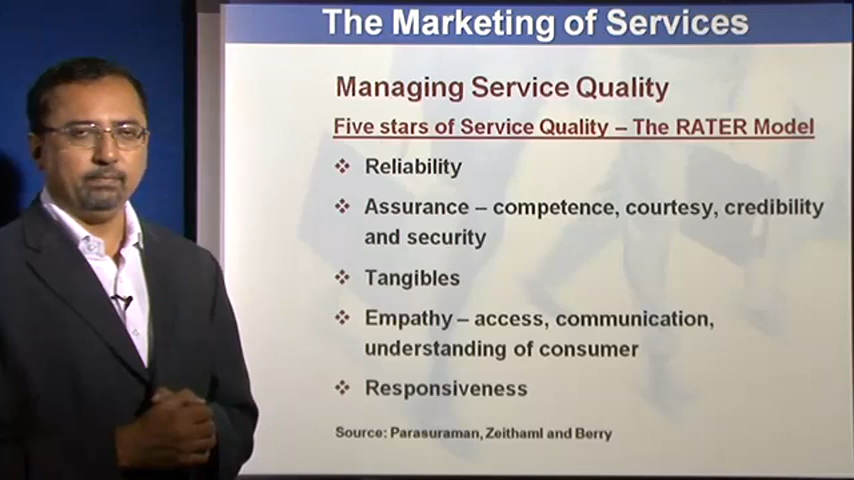 The Marketing of Services
Managing Service Quality
Five stars of Service Quality – The RATER Model
❖ Reliability
❖ Assurance – competence, courtesy, credibility
and security
❖ Tangibles
❖ Empathy – access, communication,
understanding of consumer
❖ Responsiveness
Source: Parasuraman, Zeithaml and Berry